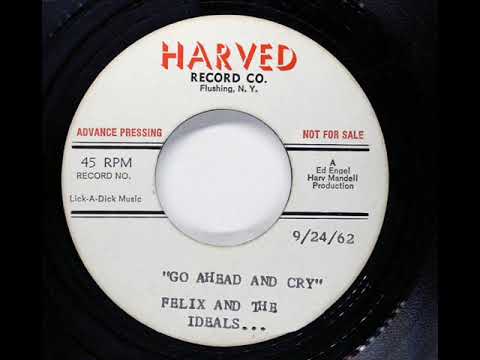 HARVED
RECORD CO.
Flushing, N. Y.
ADVANCE PRESSING
NOT FOR SALE
45 RPM
RECORD NO.
A
Ed Engel
Harv Mandell
Production
Lick-A-Dick Music
9/24/62
"GO AHEAD AND CRY"
FELIX AND THE
IDEALS...